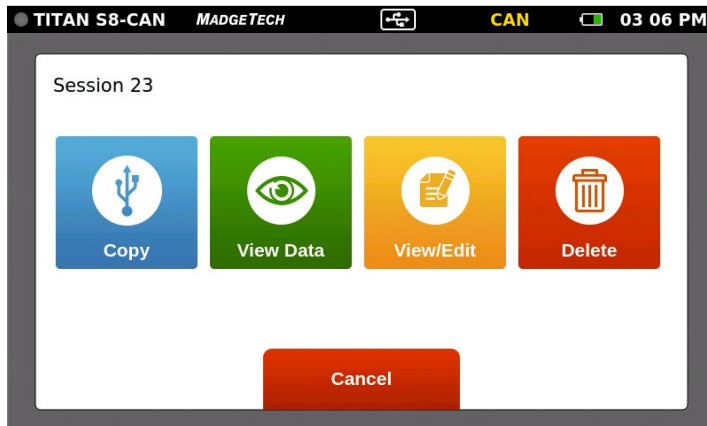 TITAN S8-CAN MADGETECH CAN 03 06 PM
Session 23
Copy View Data View/Edit Delete
Cancel